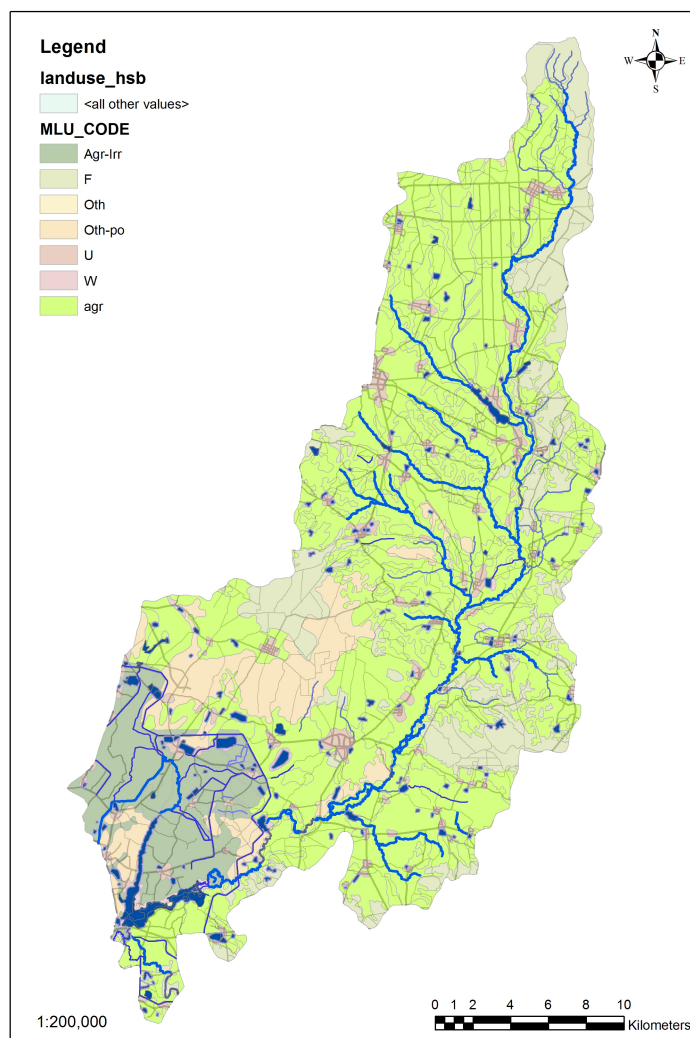 Legend
landuse_hsb
<all other values>
MLU_CODE
Agr-Irr
F
Oth
Oth-po
U
W
agr
N
W E
S
1:200,000
0 1 2 4 6 8 10
Kilometers